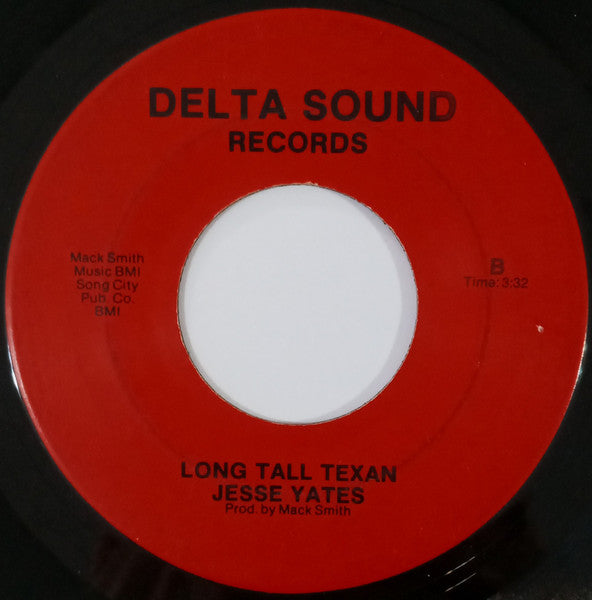 DELTA SOUND
RECORDS
Mack Smith
Music BMI
Song City
Pub. Co.
BMI
B
Time: 3:32
LONG TALL TEXAN
JESSE YATES
Prod. by Mack Smith